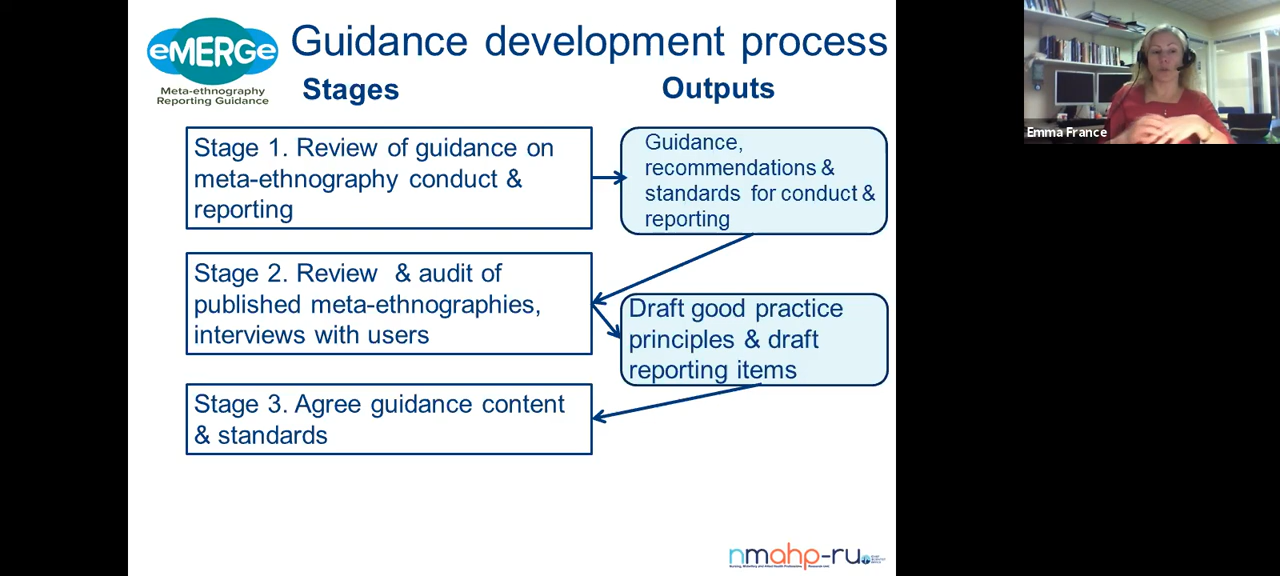 eMERGe
Meta-ethnography
Reporting Guidance
Guidance development process
Stages
Outputs
Stage 1. Review of guidance on
meta-ethnography conduct &
reporting
Guidance,
recommendations &
standards for conduct &
reporting
Stage 2. Review & audit of
published meta-ethnographies,
interviews with users
Draft good practice
principles & draft
reporting items
Stage 3. Agree guidance content
& standards
nmahp-ru
Emma France